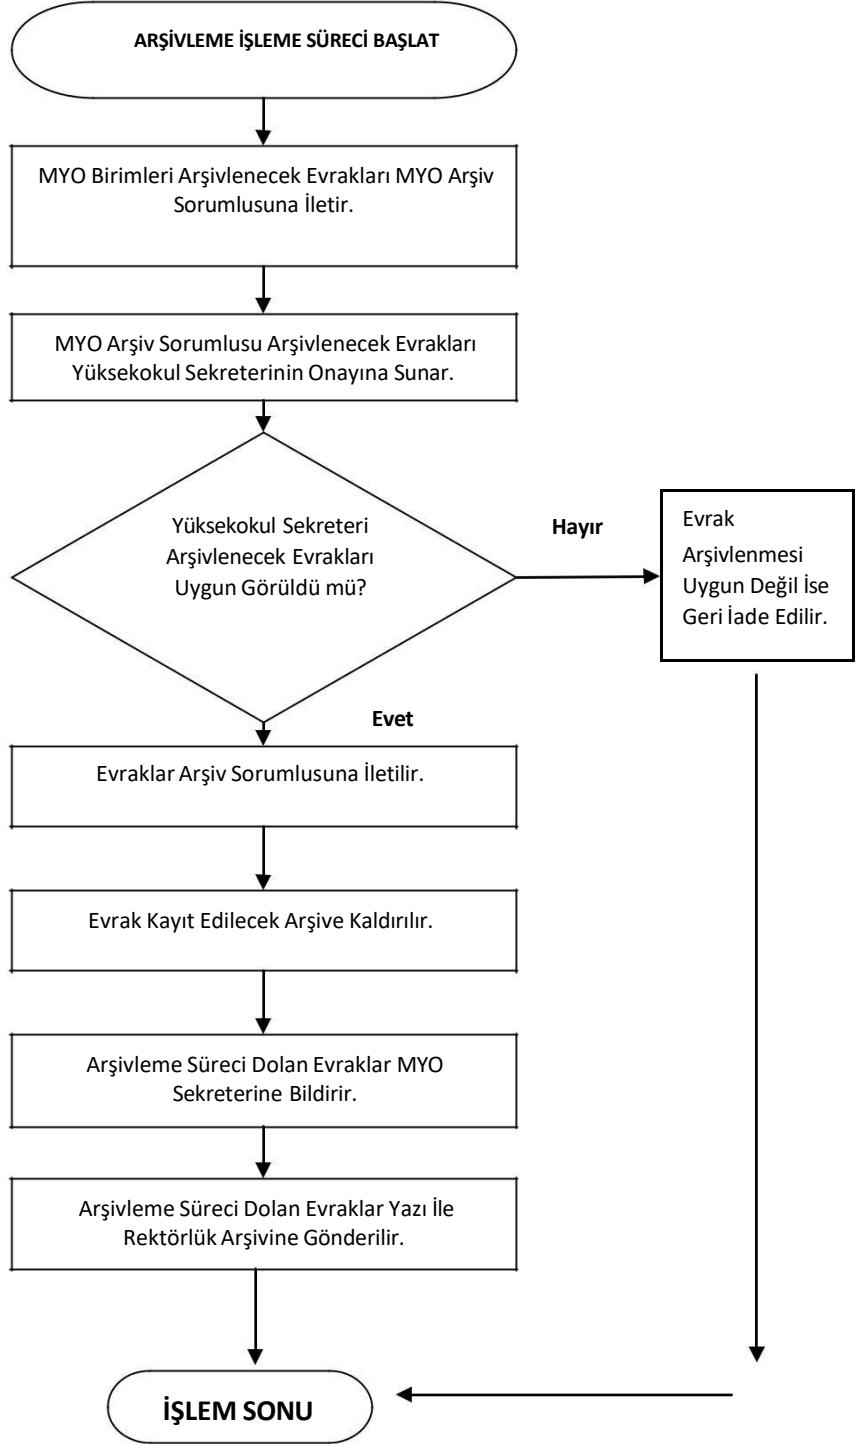 ARŞİVLEME İŞLEME SÜRECİ BAŞLAT
MYO Birimleri Arşivlenecek Evrakları MYO Arşiv
Sorumlusuna İletir.
MYO Arşiv Sorumlusu Arşivlenecek Evrakları
Yüksekokul Sekreterinin Onayına Sunar.
Yüksekokul Sekreteri
Arşivlenecek Evrakları
Uygun Görüldü mü?
Hayır
Evrak
Arşivlenmesi
Uygun Değil İse
Geri İade Edilir.
Evet
Evraklar Arşiv Sorumlusuna İletilir.
Evrak Kayıt Edilecek Arşive Kaldırılır.
Arşivleme Süreci Dolan Evraklar MYO
Sekreterine Bildirir.
Arşivleme Süreci Dolan Evraklar Yazı İle
Rektörlük Arşivine Gönderilir.
İŞLEM SONU